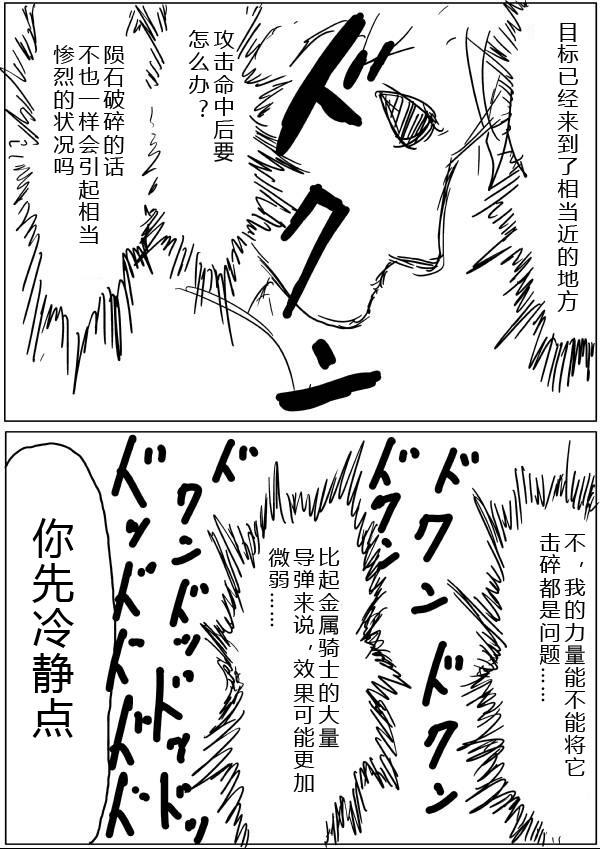 目标已经来到了相当近的地方
ドクン
攻击命中后要
怎么办？
陨石破碎的话
不也一样会引起相当
惨烈的状况吗
不，我的力量能不能将它
击碎都是问题……
ドクン
ドクン
ドクン
比起金属骑士的大量
导弹来说，效果可能更加
微弱……
ド
ドクンドッドッドッ
ドッドドド
你先冷静点